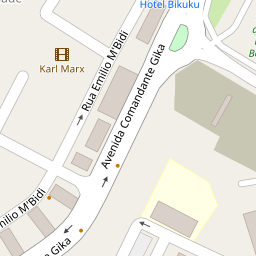 Hotel Bikuku
Karl Marx
Rua Emilio M'Bidi
Avenida Comandante Gika
Emilio M'Bidi
Gika